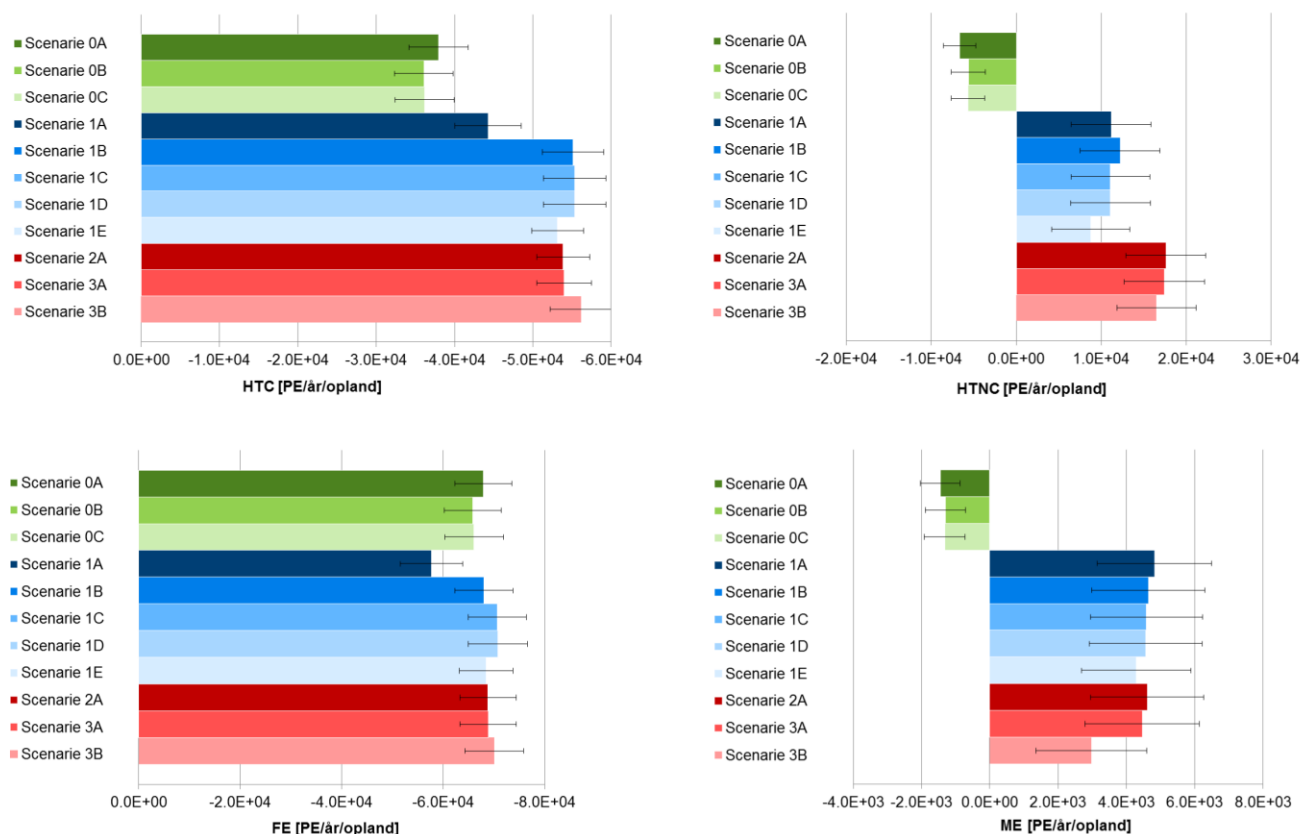 Scenarie 0A
Scenarie 0B
Scenarie 0C
Scenarie 1A
Scenarie 1B
Scenarie 1C
Scenarie 1D
Scenarie 1E
Scenarie 2A
Scenarie 3A
Scenarie 3B
0.0E+00 -1.0E+04 -2.0E+04 -3.0E+04 -4.0E+04 -5.0E+04 -6.0E+04
HTC [PE/år/opland]
Scenarie 0A
Scenarie 0B
Scenarie 0C
Scenarie 1A
Scenarie 1B
Scenarie 1C
Scenarie 1D
Scenarie 1E
Scenarie 2A
Scenarie 3A
Scenarie 3B
-2.0E+04 -1.0E+04 0.0E+00 1.0E+04 2.0E+04 3.0E+04
HTNC [PE/år/opland]
Scenarie 0A
Scenarie 0B
Scenarie 0C
Scenarie 1A
Scenarie 1B
Scenarie 1C
Scenarie 1D
Scenarie 1E
Scenarie 2A
Scenarie 3A
Scenarie 3B
0.0E+00 -2.0E+04 -4.0E+04 -6.0E+04 -8.0E+04
FE [PE/år/opland]
Scenarie 0A
Scenarie 0B
Scenarie 0C
Scenarie 1A
Scenarie 1B
Scenarie 1C
Scenarie 1D
Scenarie 1E
Scenarie 2A
Scenarie 3A
Scenarie 3B
-4.0E+03 -2.0E+03 0.0E+00 2.0E+03 4.0E+03 6.0E+03 8.0E+03
ME [PE/år/opland]